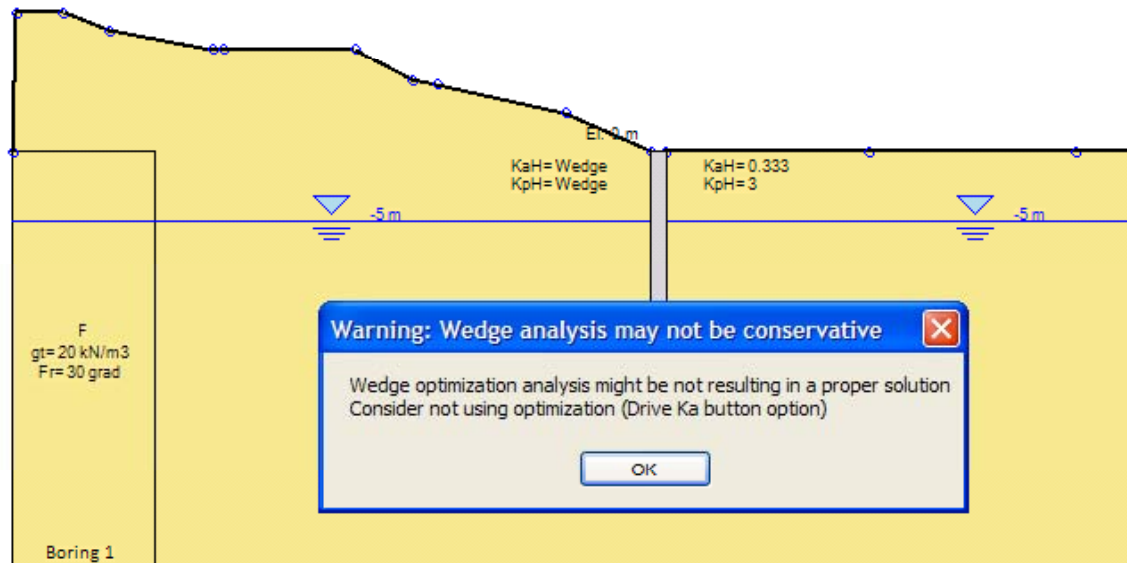 El. 0 m
KaH= Wedge
KpH= Wedge
KaH= 0.333
KpH= 3
-5 m
-5 m
F
gt= 20 kN/m3
Fr= 30 grad
Boring 1
Warning: Wedge analysis may not be conservative
Wedge optimization analysis might be not resulting in a proper solution
Consider not using optimization (Drive Ka button option)
OK